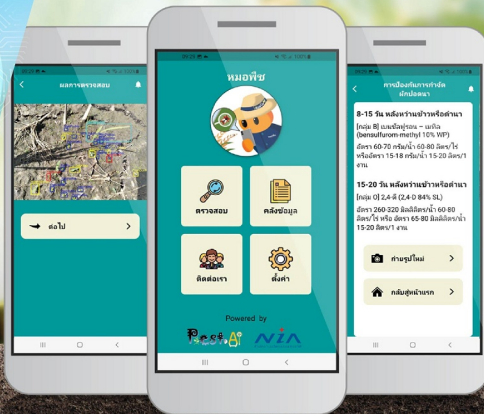 ผลการตรวจสอบ
ต่อไป
09:25
100%
หมอพืช
ตรวจสอบ
คลังข้อมูล
ติดต่อเรา
ตั้งค่า
Powered by
Pest.AI
NIA
การป้องกันการกำจัด
ผักปอดนา
8-15 วัน หลังหว่านข้าวหรือดำนา
[กลุ่ม B] เบนซัลฟูรอน – เมทิล
(bensulfurom-methyl 10% WP)
อัตรา 60-70 กรัม/น้ำ 60-80 ลิตร/ไร่
หรืออัตรา 15-18 กรัม/น้ำ 15-20 ลิตร/1
งาน
15-20 วัน หลังหว่านข้าวหรือดำนา
[กลุ่ม O] 2,4-ดี (2,4-D 84% SL)
อัตรา 260-320 มิลลิลิตร/น้ำ 60-80
ลิตร/ไร่ หรือ อัตรา 65-80 มิลลิลิตร/น้ำ
15-20 ลิตร/1 งาน
ถ่ายรูปใหม่
กลับสู่หน้าแรก